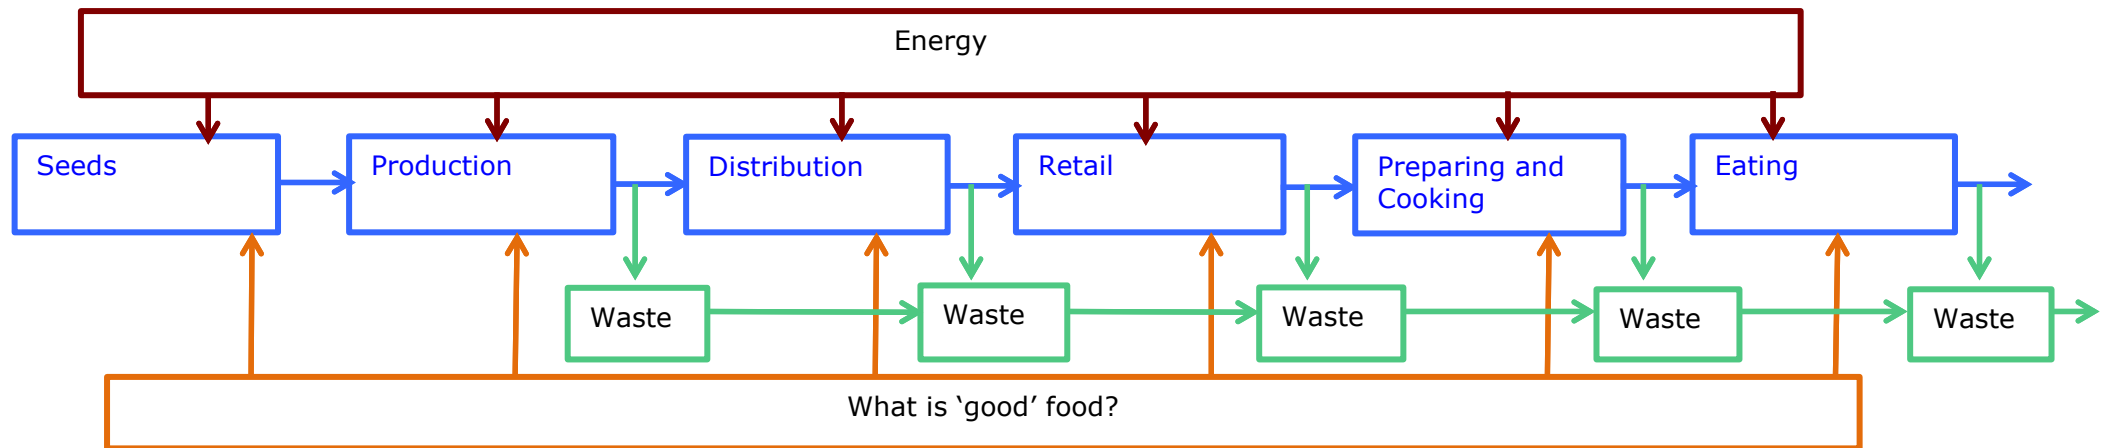 Energy
Seeds
Production
Distribution
Retail
Preparing and
Cooking
Eating
Waste
Waste
Waste
Waste
Waste
What is ‘good’ food?